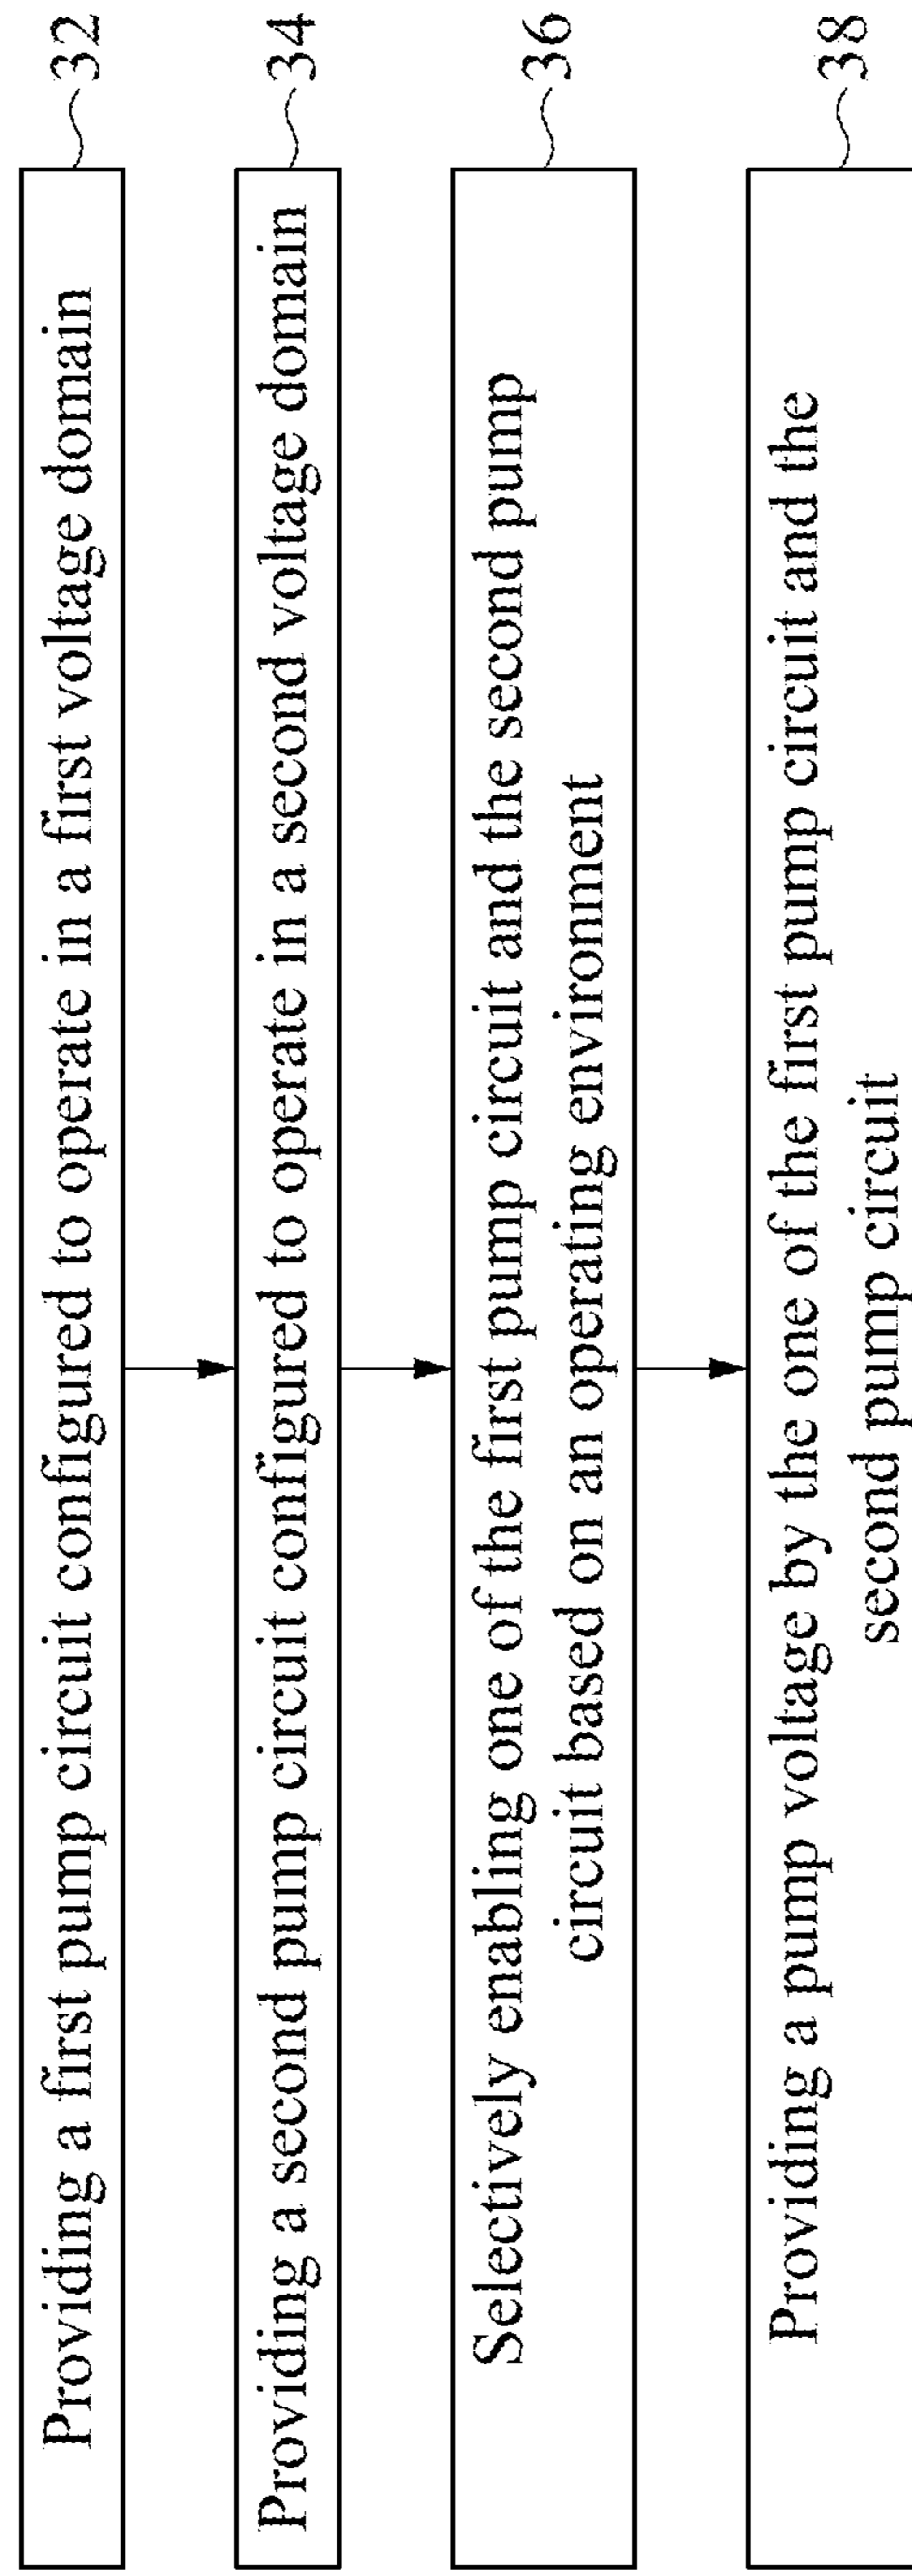 Providing a first pump circuit configured to operate in a first voltage domain
32
Providing a second pump circuit configured to operate in a second voltage domain
34
Selectively enabling one of the first pump circuit and the second pump
circuit based on an operating environment
36
Providing a pump voltage by the one of the first pump circuit and the
second pump circuit
38